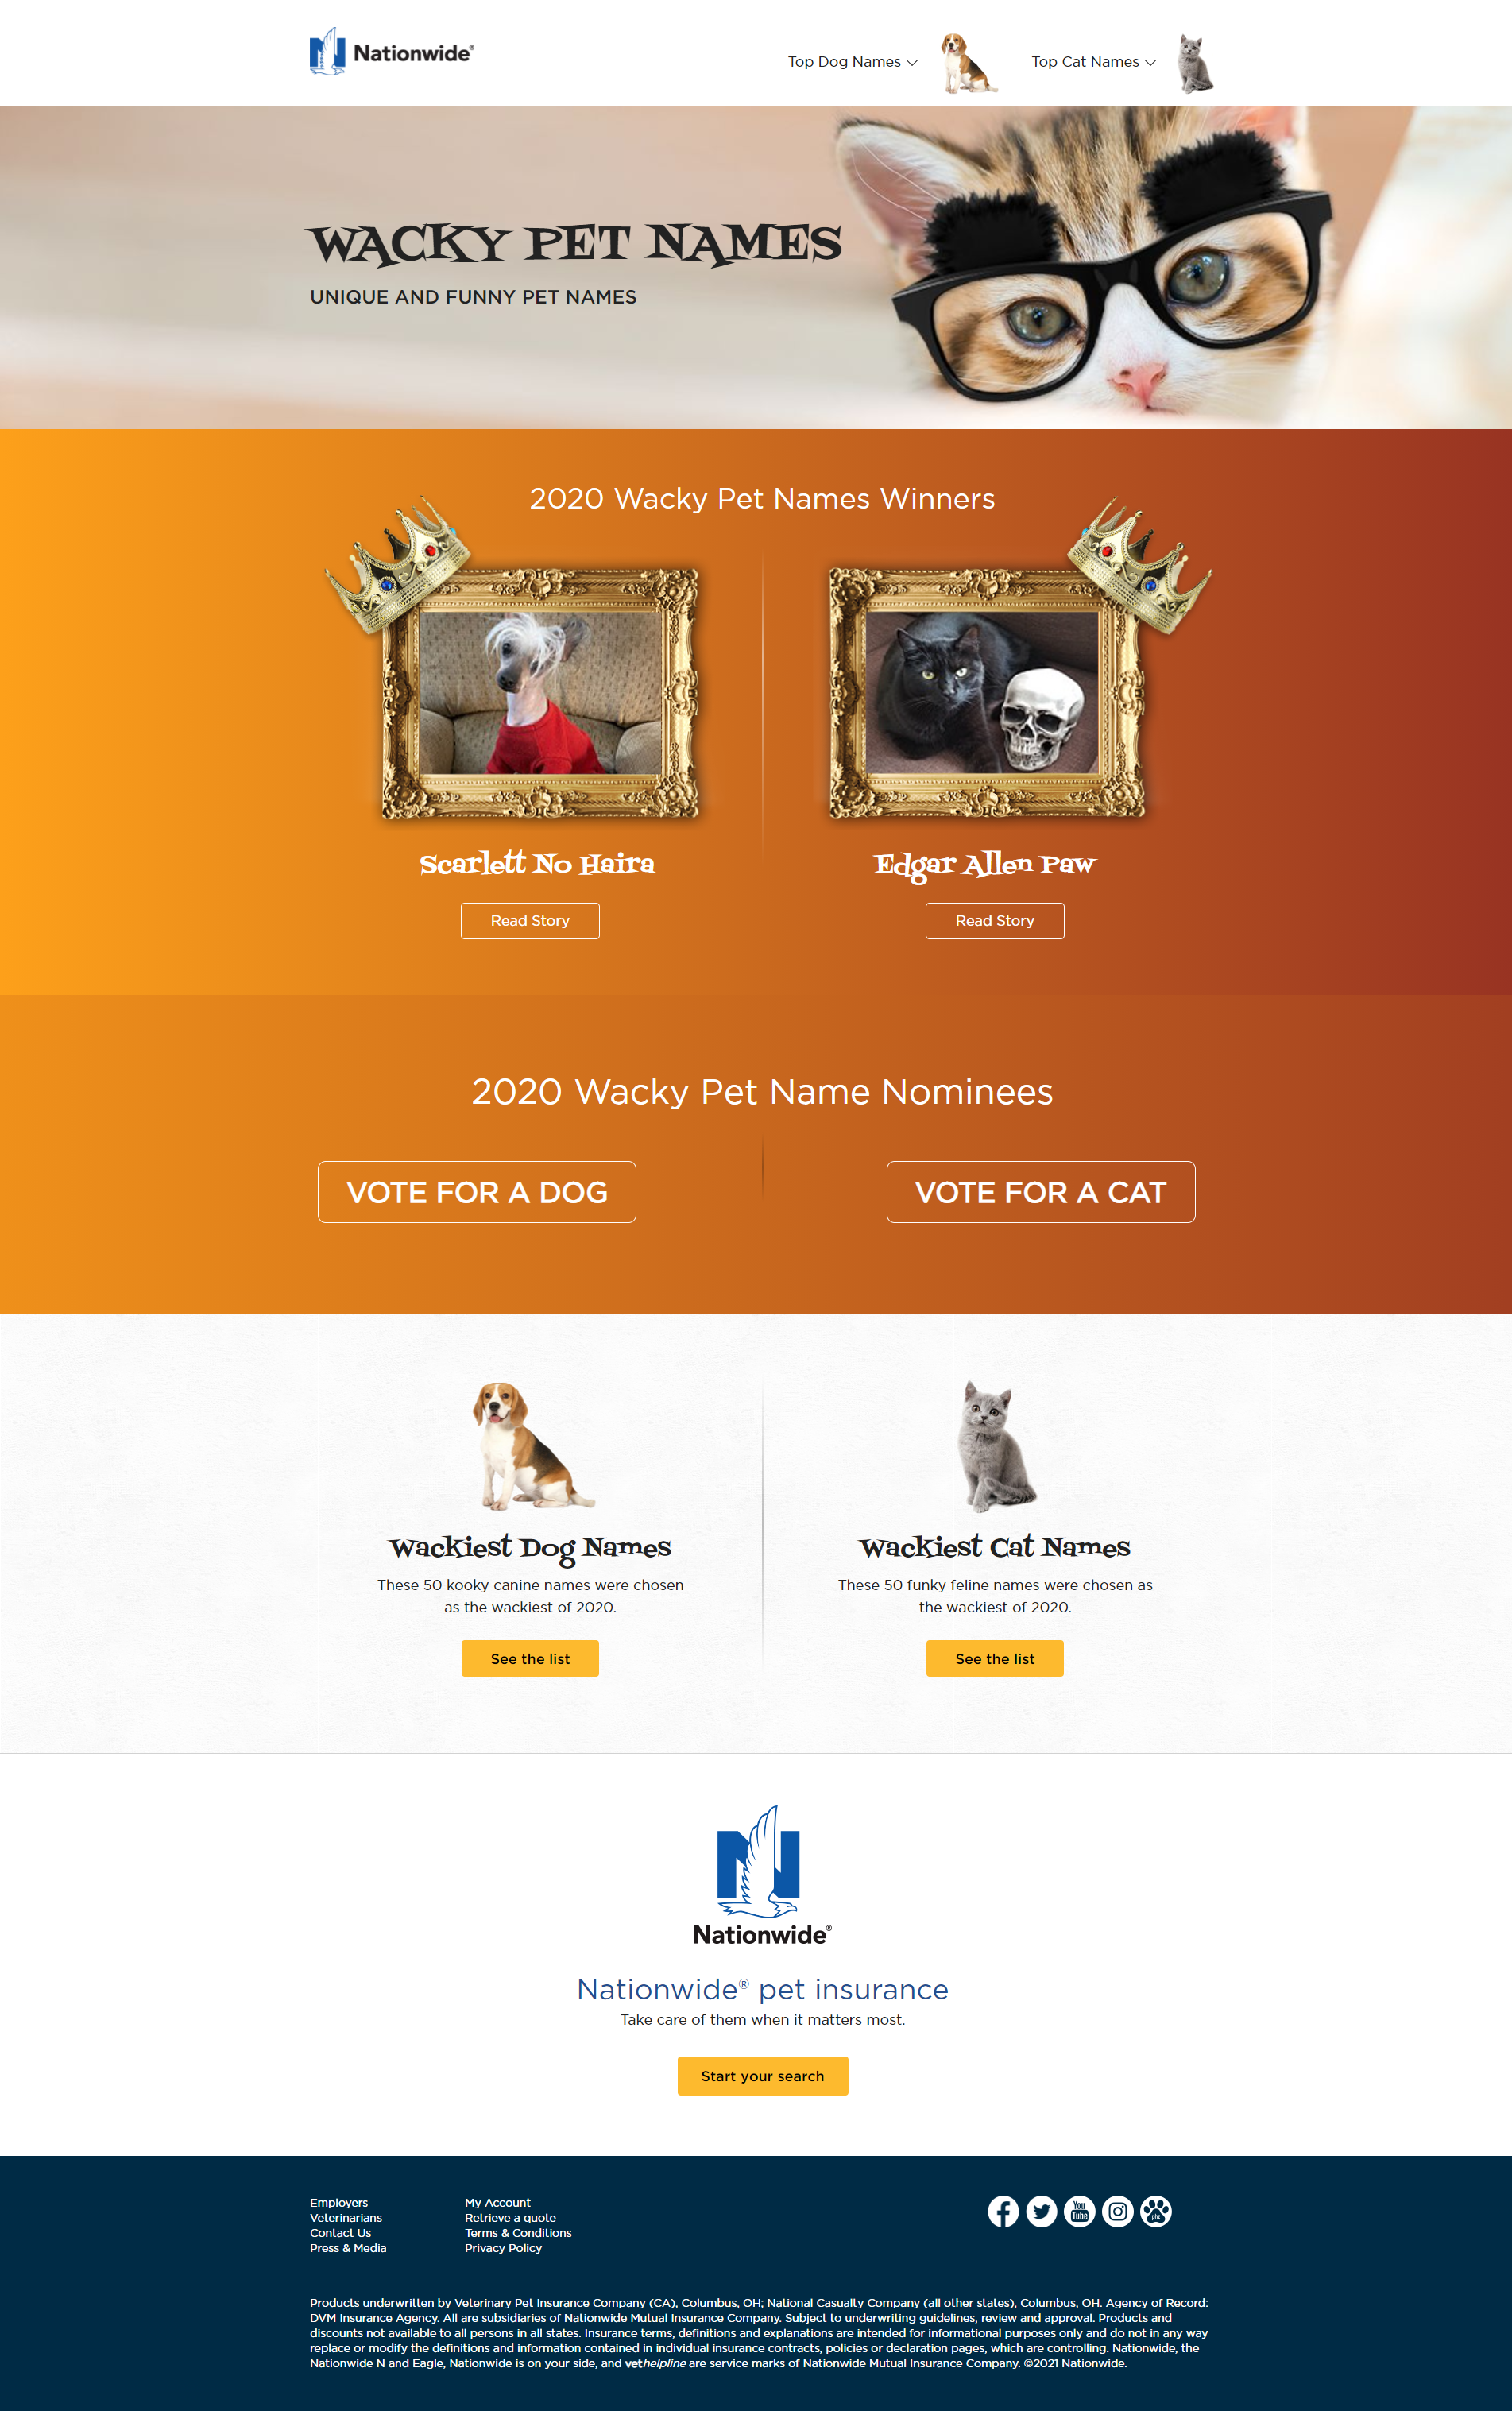 Nationwide®
Top Dog Names
Top Cat Names
WACKY PET NAMES
UNIQUE AND FUNNY PET NAMES
2020 Wacky Pet Names Winners
Scarlett No Haira
Edgar Allen Paw
Read Story
Read Story
2020 Wacky Pet Name Nominees
VOTE FOR A DOG
VOTE FOR A CAT
Wackiest Dog Names
These 50 kooky canine names were chosen
as the wackiest of 2020.
See the list
Wackiest Cat Names
These 50 funky feline names were chosen as
the wackiest of 2020.
See the list
Nationwide®
Nationwide® pet insurance
Take care of them when it matters most.
Start your search
Employers
Veterinarians
Contact Us
Press & Media
My Account
Retrieve a quote
Terms & Conditions
Privacy Policy
You
Tube
phz
Products underwritten by Veterinary Pet Insurance Company (CA), Columbus, OH; National Casualty Company (all other states), Columbus, OH. Agency of Record:
DVM Insurance Agency. All are subsidiaries of Nationwide Mutual Insurance Company. Subject to underwriting guidelines, review and approval. Products and
discounts not available to all persons in all states. Insurance terms, definitions and explanations are intended for informational purposes only and do not in any way
replace or modify the definitions and information contained in individual insurance contracts, policies or declaration pages, which are controlling. Nationwide, the
Nationwide N and Eagle, Nationwide is on your side, and vethelpline are service marks of Nationwide Mutual Insurance Company. ©2021 Nationwide.